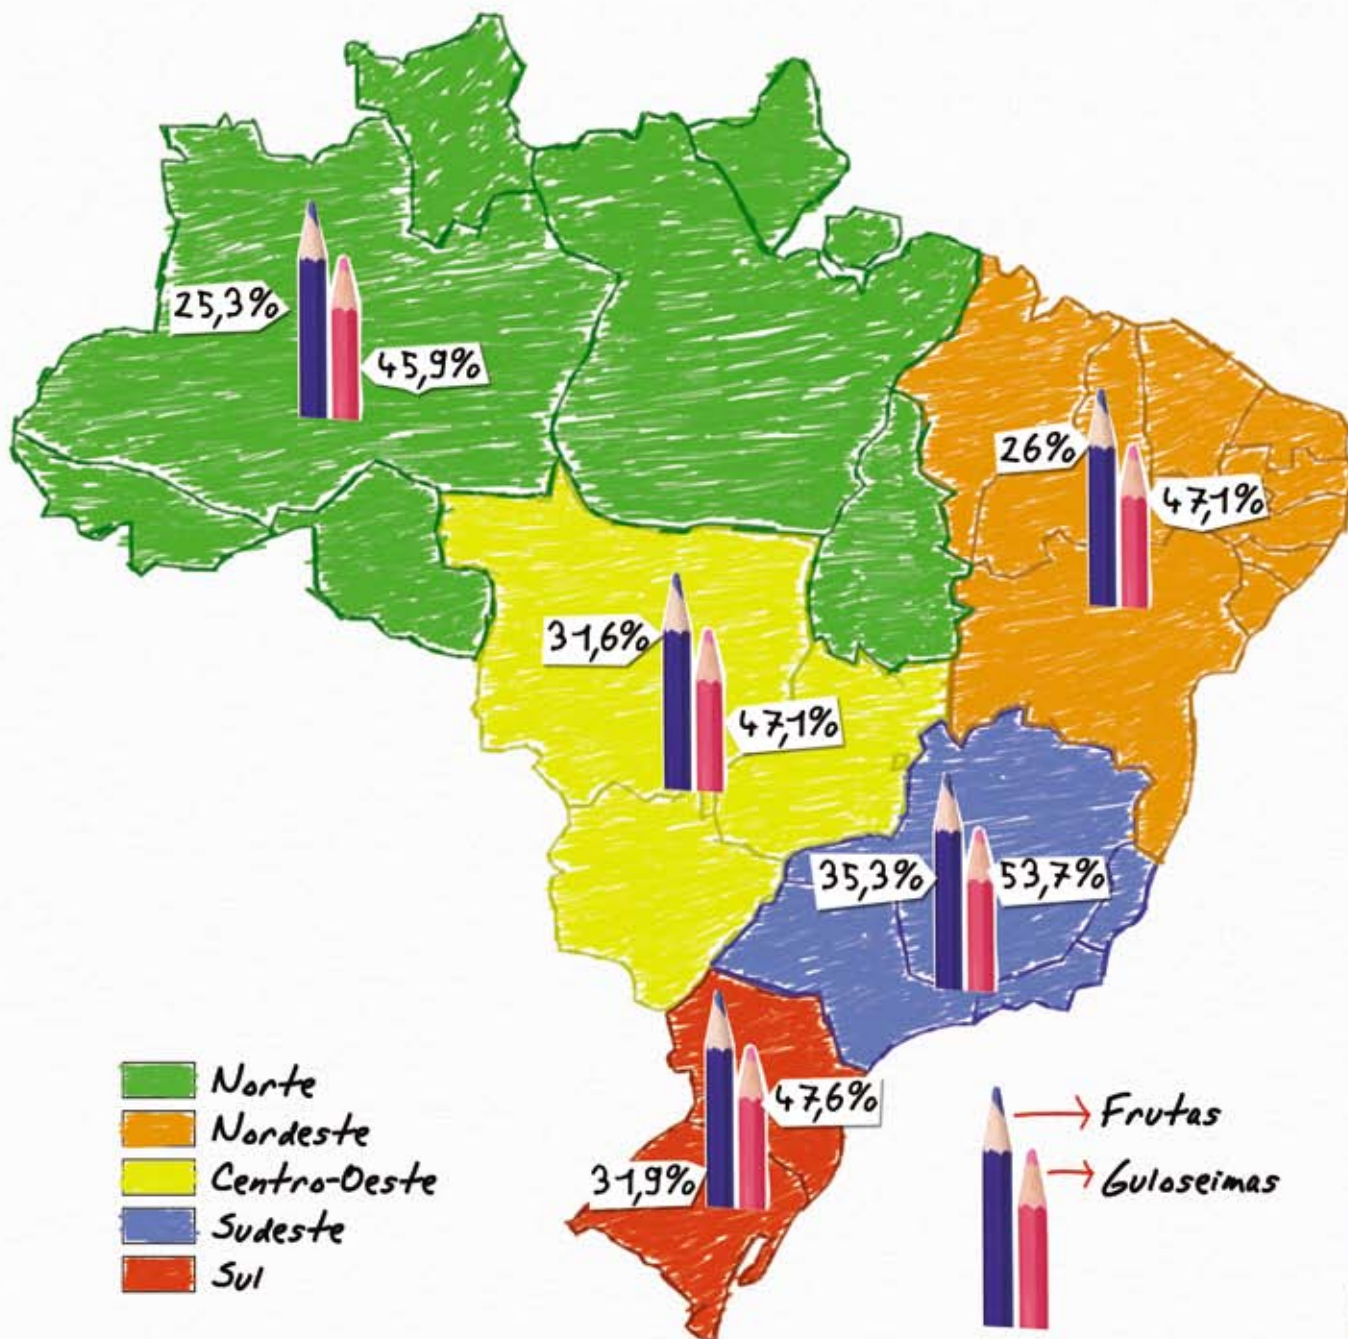 25,3%
45,9%
26%
47,1%
31,6%
47,1%
35,3%
53,7%
47,6%
31,9%
Norte
Nordeste
Centro-Oeste
Sudeste
Sul
Frutas
Guloseimas